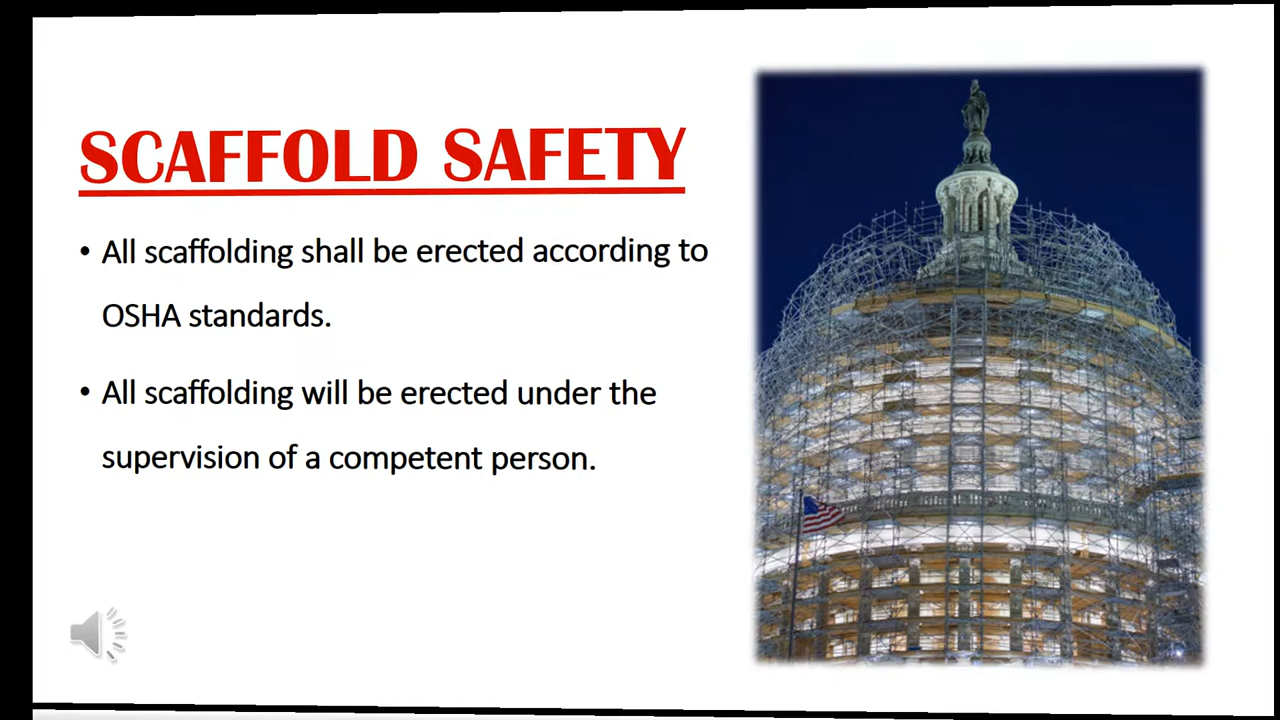 SCAFFOLD SAFETY
• All scaffolding shall be erected according to
OSHA standards.
• All scaffolding will be erected under the
supervision of a competent person.